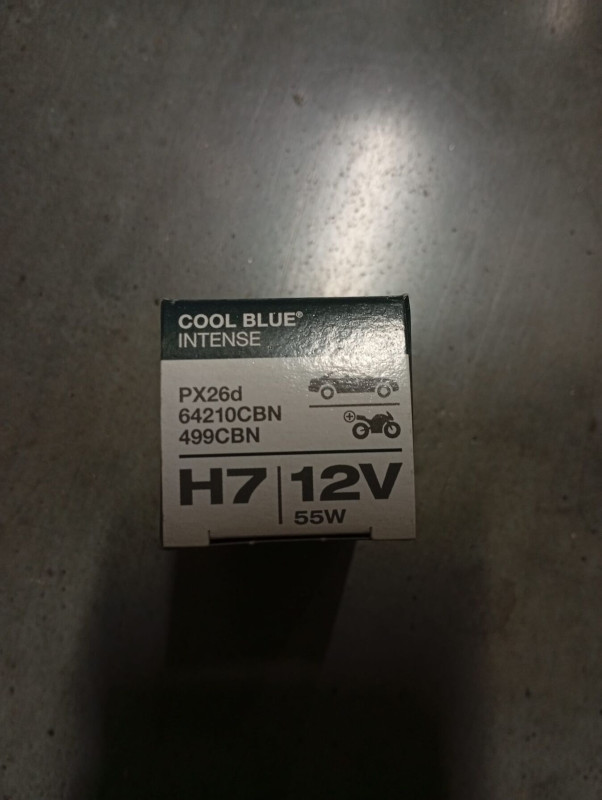 COOL BLUE®
INTENSE
PX26d
64210CBN
499CBN
H7 12V
55W